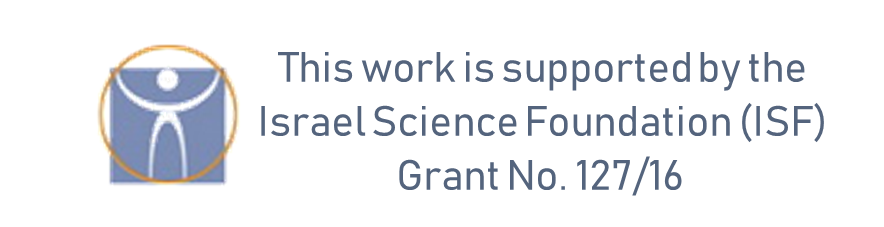 This work is supported by the
Israel Science Foundation (ISF)
Grant No. 127/16